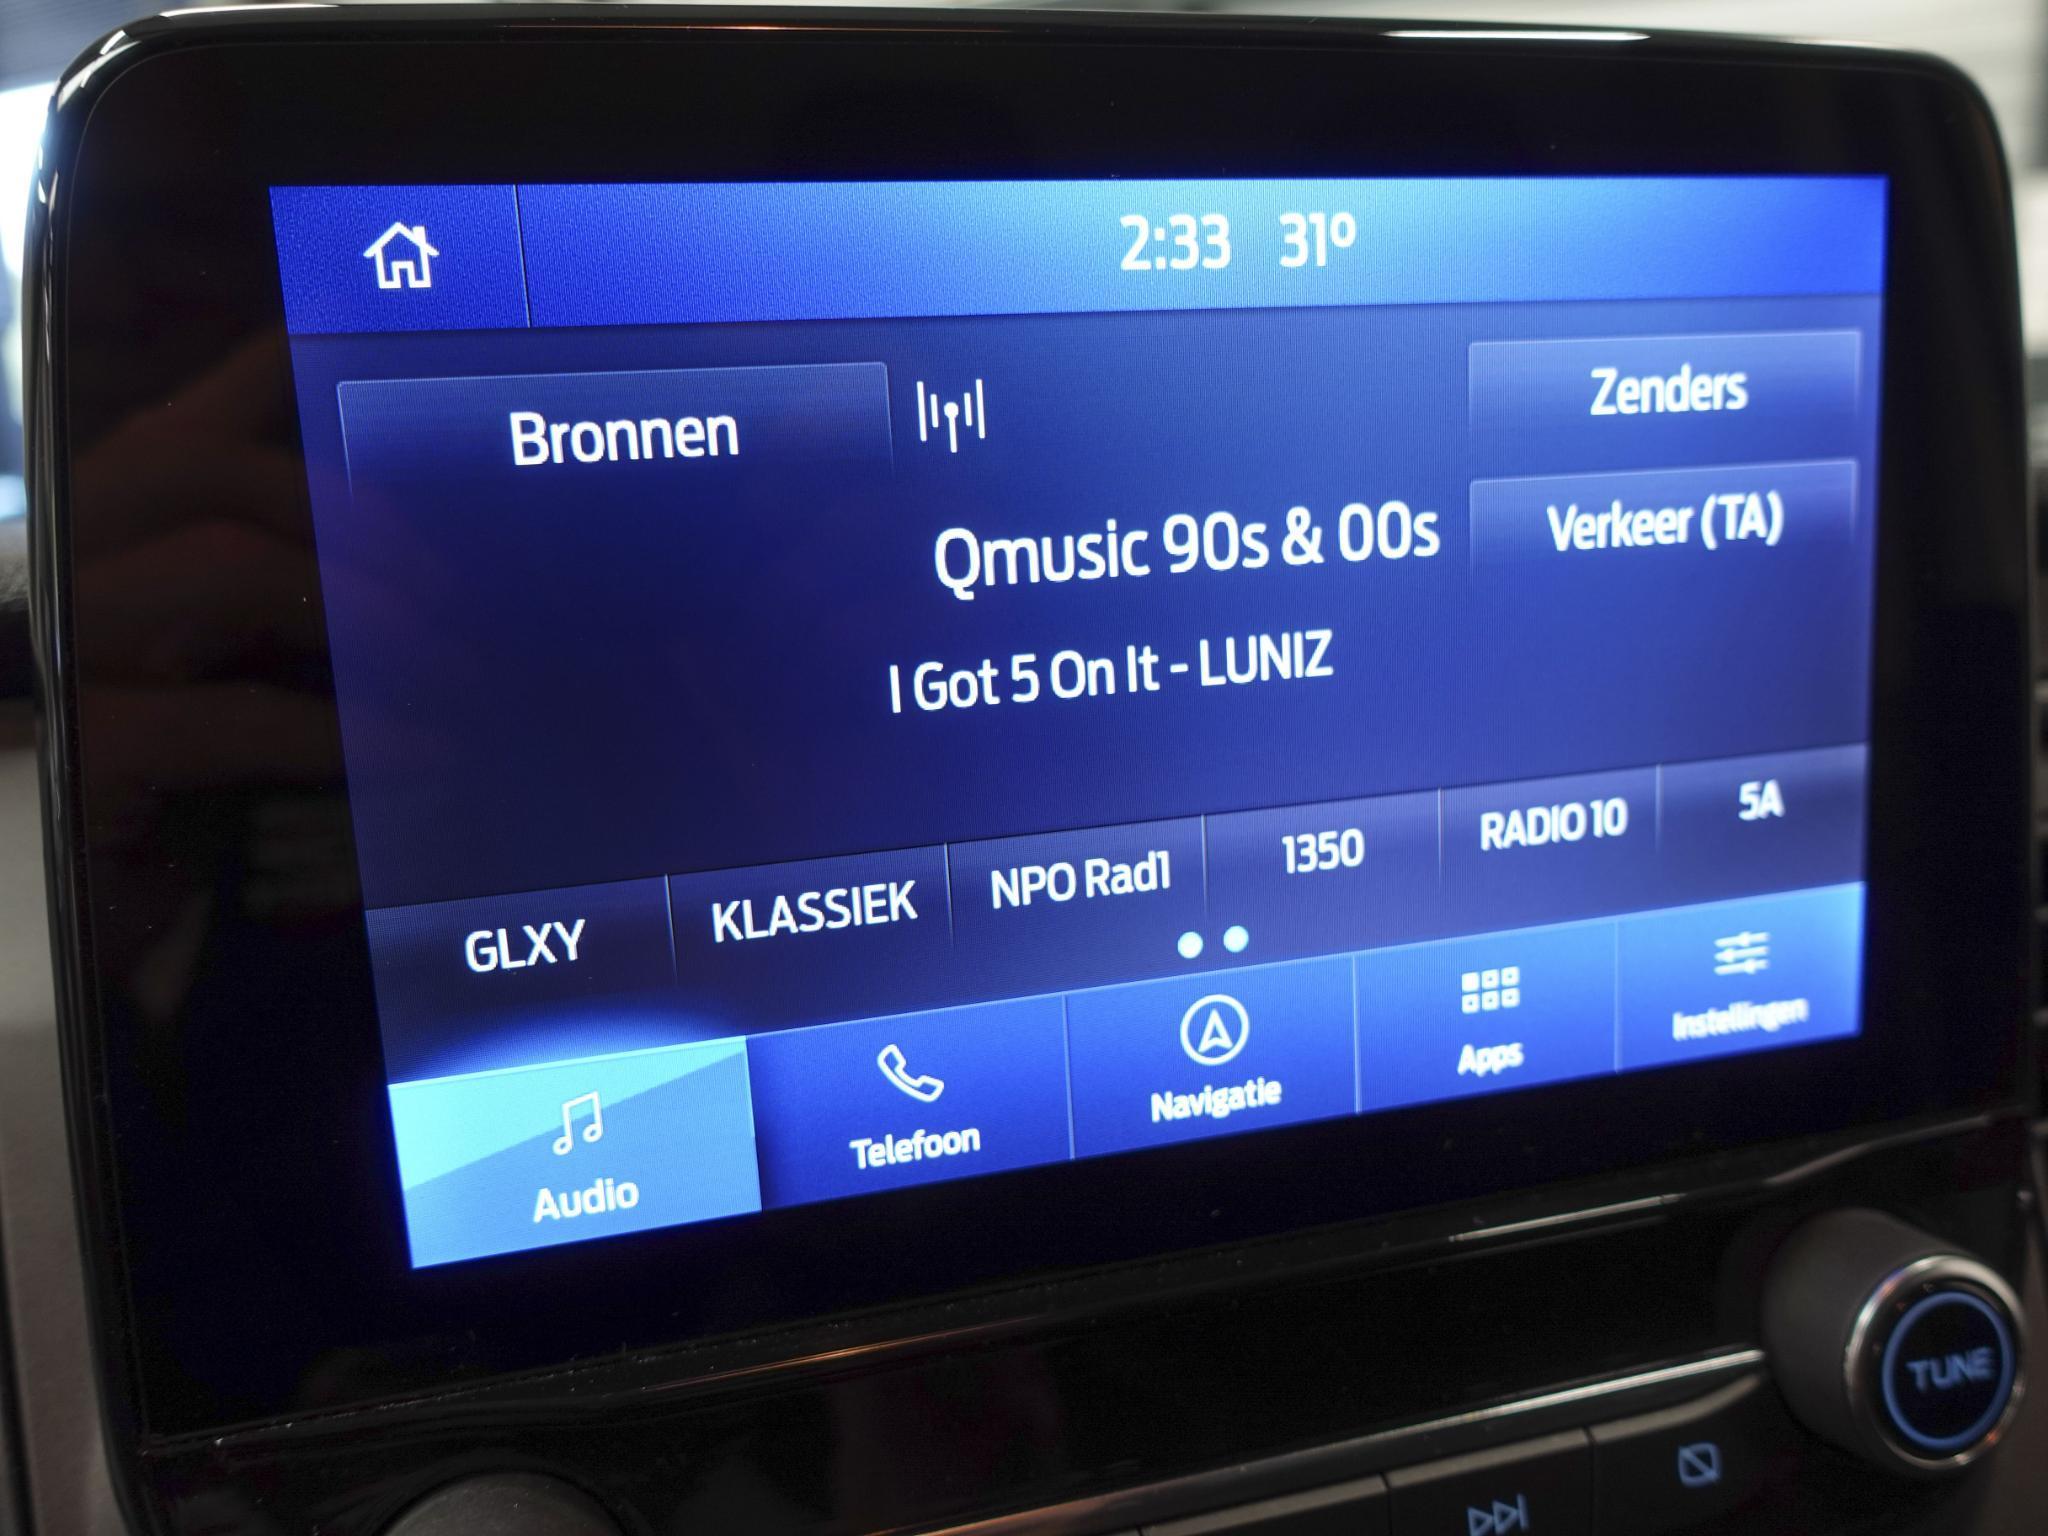 2:33 31º
Bronnen
Zenders
Verkeer (TA)
Qmusic 90s & 00s
I Got 5 On It - LUNIZ
GLXY KLASSIEK NPO Rad1 1350 RADIO 10 5A
Audio Telefoon Navigatie Apps Instellingen
TUNE